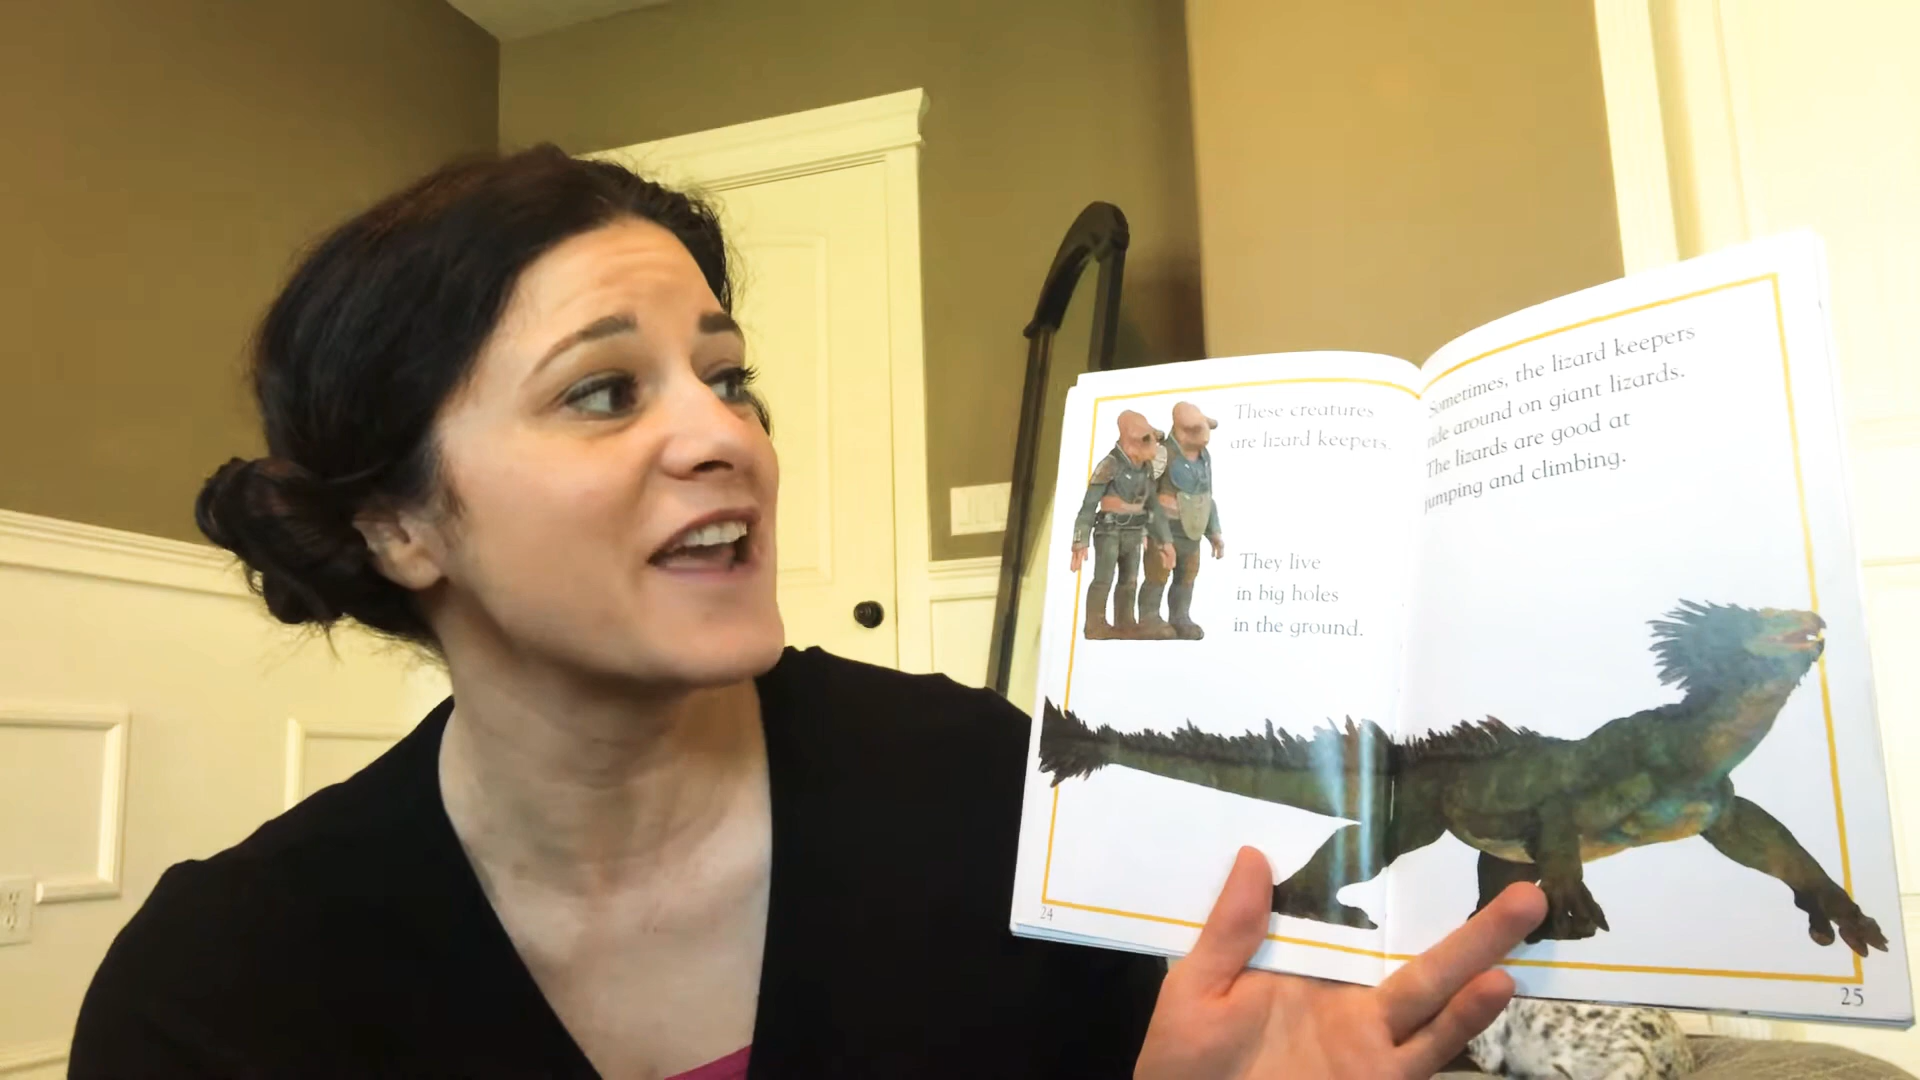 These creatures
are lizard keepers.
They live
in big holes
in the ground.
24
Sometimes, the lizard keepers
ride around on giant lizards.
The lizards are good at
jumping and climbing.
25